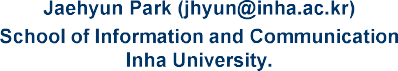 Jaehyun Park (jhyun@inha.ac.kr)
School of Information and Communication
Inha University.